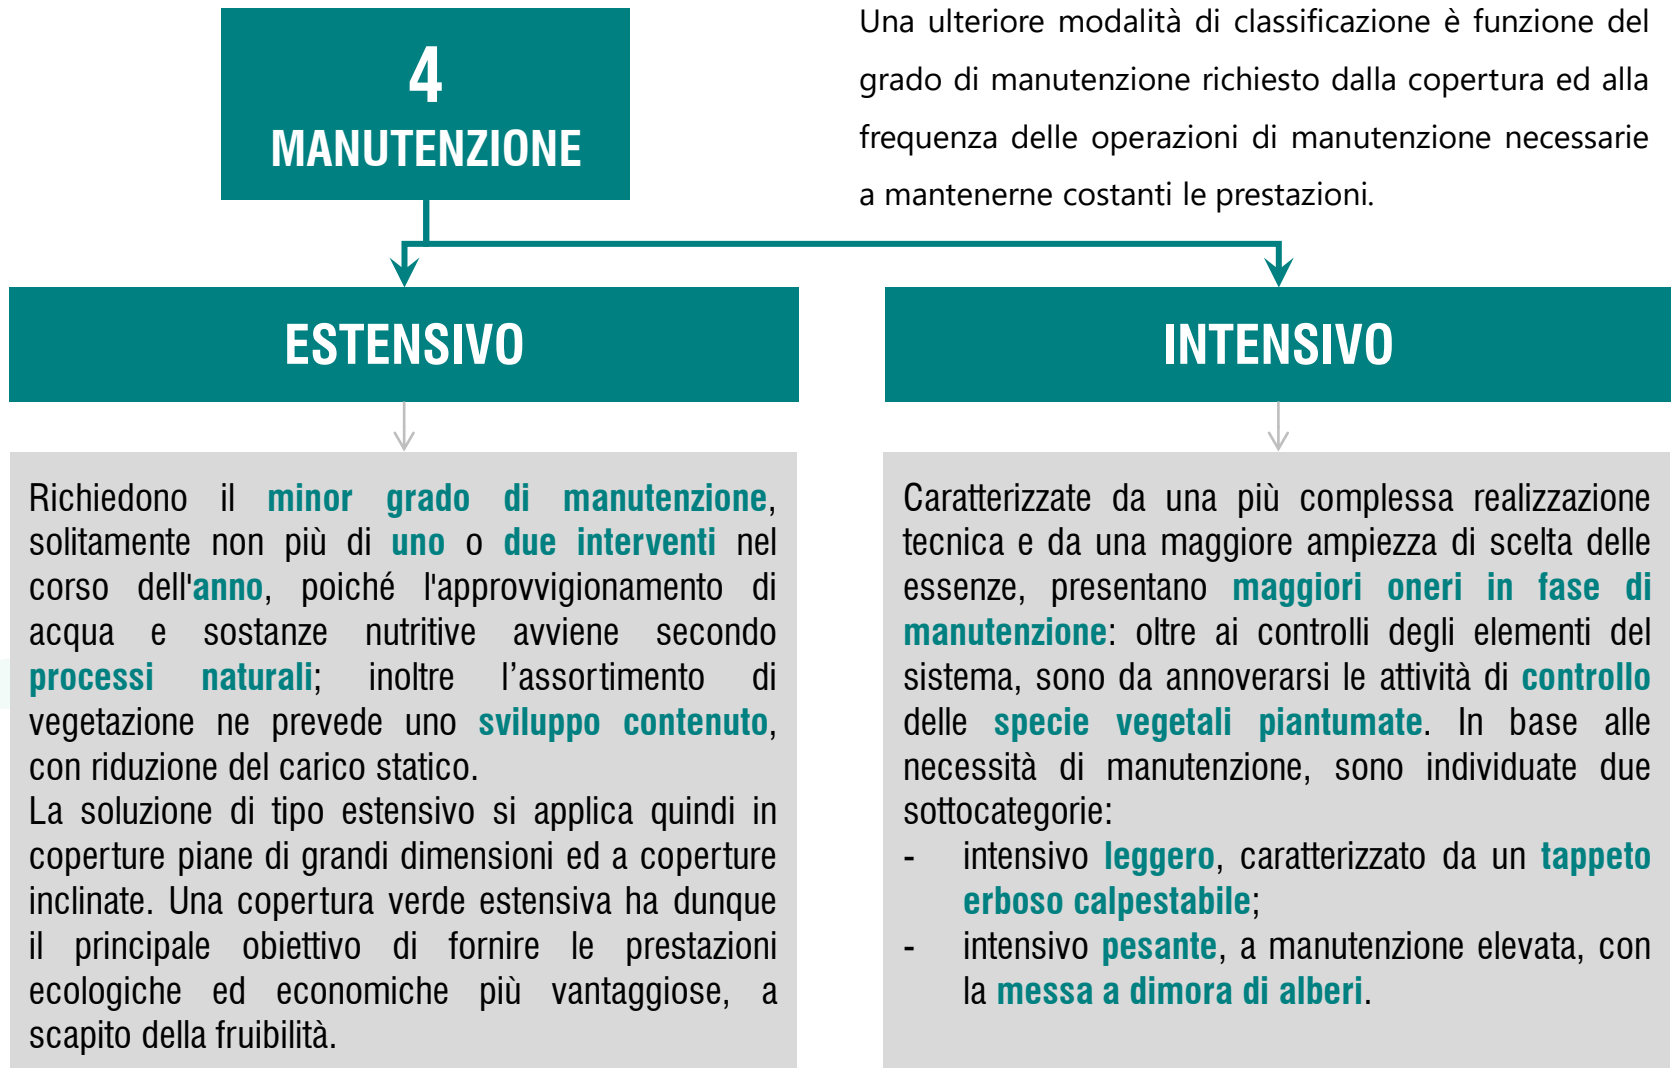 4
MANUTENZIONE
Una ulteriore modalità di classificazione è funzione del
grado di manutenzione richiesto dalla copertura ed alla
frequenza delle operazioni di manutenzione necessarie
a mantenerne costanti le prestazioni.
ESTENSIVO
Richiedono il minor grado di manutenzione,
solitamente non più di uno o due interventi nel
corso dell'anno, poiché l'approvvigionamento di
acqua e sostanze nutritive avviene secondo
processi naturali; inoltre l’assortimento di
vegetazione ne prevede uno sviluppo contenuto,
con riduzione del carico statico.
La soluzione di tipo estensivo si applica quindi in
coperture piane di grandi dimensioni ed a coperture
inclinate. Una copertura verde estensiva ha dunque
il principale obiettivo di fornire le prestazioni
ecologiche ed economiche più vantaggiose, a
scapito della fruibilità.
INTENSIVO
Caratterizzate da una più complessa realizzazione
tecnica e da una maggiore ampiezza di scelta delle
essenze, presentano maggiori oneri in fase di
manutenzione: oltre ai controlli degli elementi del
sistema, sono da annoverarsi le attività di controllo
delle specie vegetali piantumate. In base alle
necessità di manutenzione, sono individuate due
sottocategorie:
- intensivo leggero, caratterizzato da un tappeto
erboso calpestabile;
- intensivo pesante, a manutenzione elevata, con
la messa a dimora di alberi.